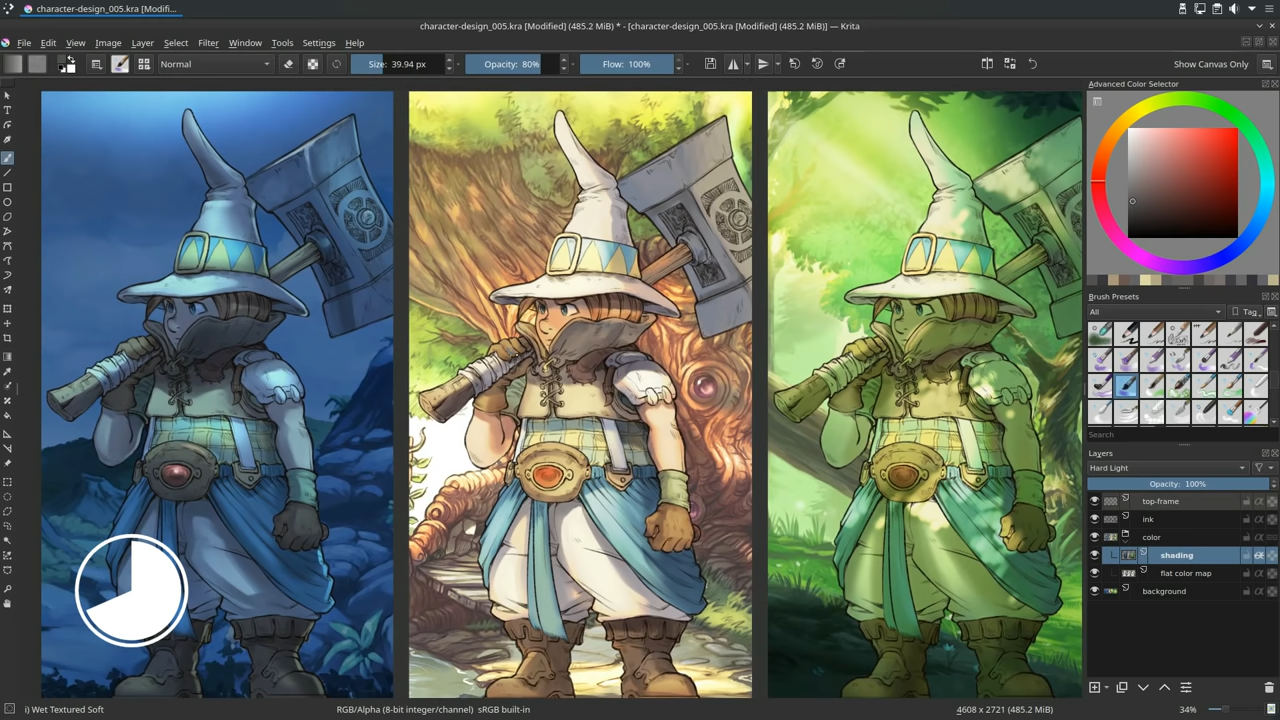 character-design_005.kra [Modifi...
character-design_005.kra [Modified] (485.2 MiB) * - [character-design_005.kra [Modified] (485.2 MiB)] — Krita
File Edit View Image Layer Select Filter Window Tools Settings Help
Normal Size: 39.94 px Opacity: 80% Flow: 100% Show Canvas Only
Advanced Color Selector
Brush Presets
All Tag
Search
Layers
Hard Light
Opacity: 100%
top-frame
ink
color
shading
flat color map
background
i) Wet Textured Soft RGB/Alpha (8-bit integer/channel) sRGB built-in 4608 x 2721 (485.2 MiB) 34%